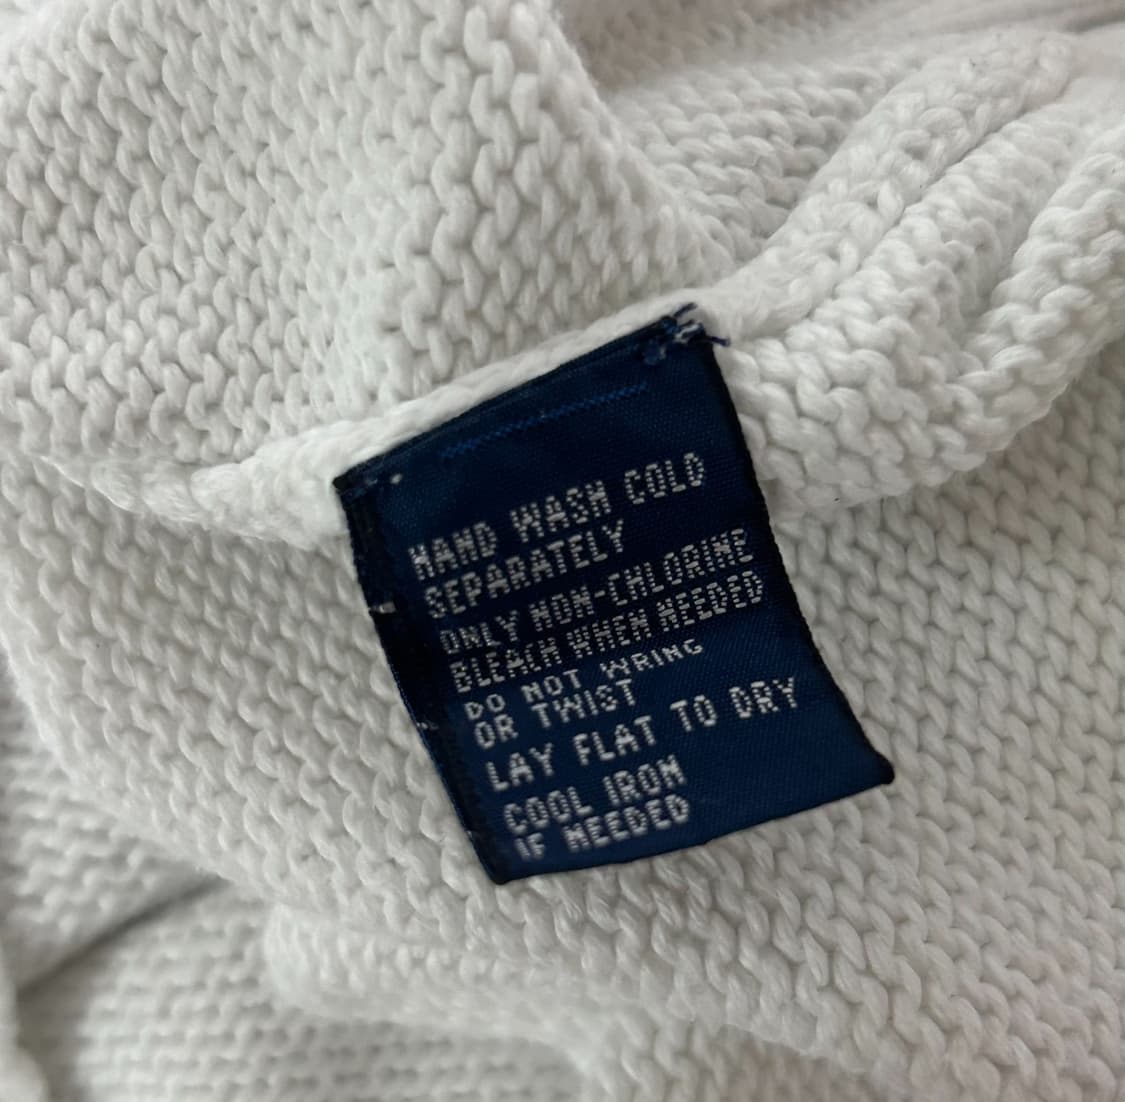 HAND WASH COLD
SEPARATELY
ONLY NON-CHLORINE
BLEACH WHEN NEEDED
DO NOT WRING
OR TWIST
LAY FLAT TO DRY
COOL IRON
IF NEEDED